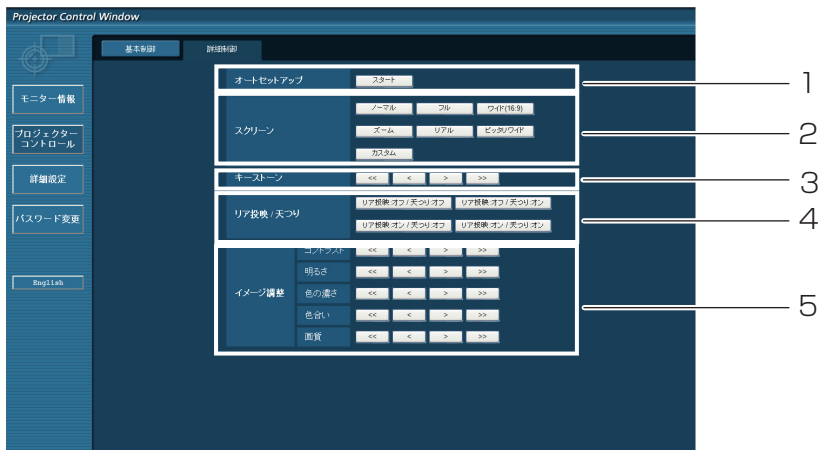 Projector Control Window
基本制御 詳細制御
モニター情報
プロジェクター
コントロール
詳細設定
パスワード変更
English
オートセットアップ スタート 1
ノーマル フル ワイド(16:9)
スクリーン ズーム リアル ピッタリワイド 2
カスタム
キーストーン << < > >> 3
リア投映/天つり リア投映:オフ/天つり:オフ リア投映:オフ/天つり:オン 4
リア投映:オン/天つり:オフ リア投映:オン/天つり:オン
イメージ調整 コントラスト << < > >> 5
明るさ << < > >>
色の濃さ << < > >>
色合い << < > >>
画質 << < > >>